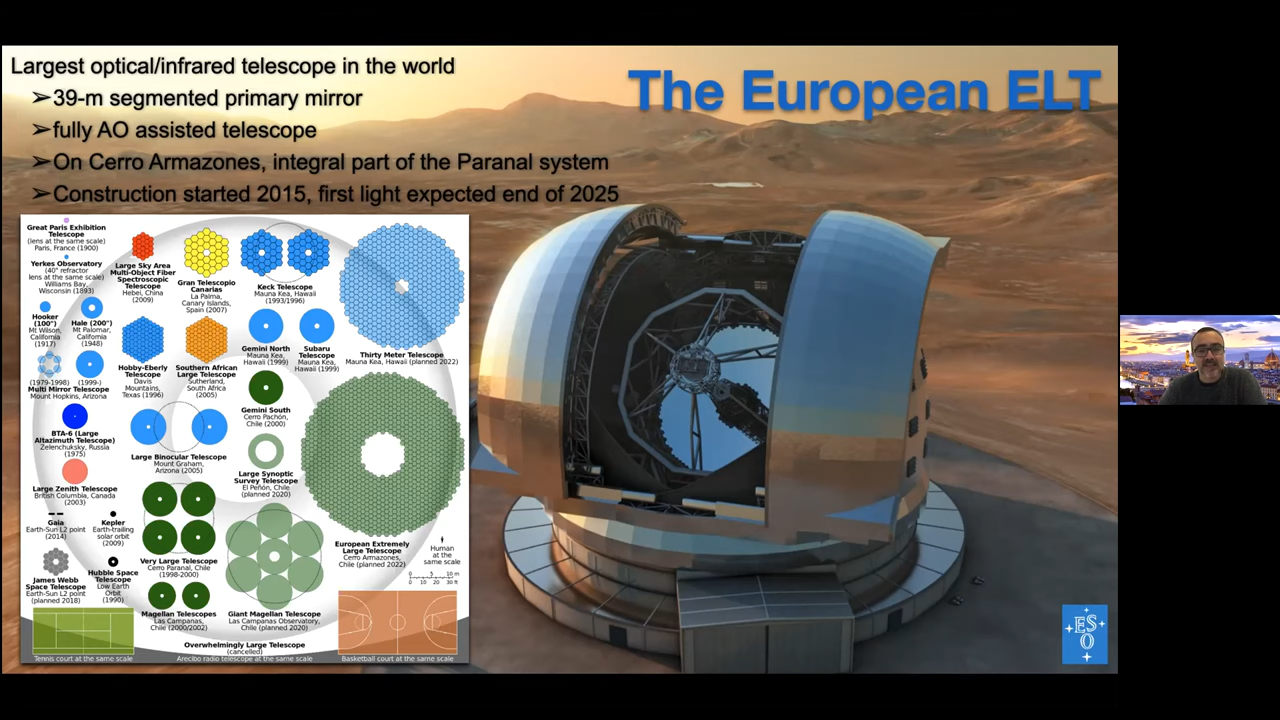 Largest optical/infrared telescope in the world
➢39-m segmented primary mirror
➢fully AO assisted telescope
➢On Cerro Armazones, integral part of the Paranal system
➢Construction started 2015, first light expected end of 2025
The European ELT
Great Paris Exhibition
Telescope
(lens at the same scale)
Paris, France (1900)
Yerkes Observatory
(40" refractor
lens at the same scale)
Williams Bay,
Wisconsin (1893)
Hooker
(100")
Mt Wilson,
California
(1917)
Hale (200")
Mt Palomar,
California
(1948)
(1979-1998) (1999-)
Multi Mirror Telescope
Mount Hopkins, Arizona
BTA-6 (Large
Altazimuth Telescope)
Zelenchuksky, Russia
(1975)
Large Zenith Telescope
British Columbia, Canada
(2003)
Gaia
Earth-Sun L2 point
(2014)
Kepler
Earth-trailing
solar orbit
(2009)
James Webb
Space Telescope
Earth-Sun L2 point
(planned 2018)
Hubble Space
Telescope
Low Earth
Orbit
(1990)
Large Sky Area
Multi-Object Fiber
Spectroscopic
Telescope
Hebei, China
(2009)
Gran Telescopio
Canarias
La Palma,
Canary Islands,
Spain (2007)
Keck Telescope
Mauna Kea, Hawaii
(1993/1996)
Thirty Meter Telescope
Mauna Kea, Hawaii (planned 2022)
Hobby-Eberly
Telescope
Davis
Mountains,
Texas (1996)
Southern African
Large Telescope
Sutherland,
South Africa
(2005)
Gemini North
Mauna Kea,
Hawaii (1999)
Subaru
Telescope
Mauna Kea,
Hawaii (1999)
Gemini South
Cerro Pachón,
Chile (2000)
Large Binocular Telescope
Mount Graham,
Arizona (2005)
Large Synoptic
Survey Telescope
El Peñón, Chile
(planned 2020)
Very Large Telescope
Cerro Paranal, Chile
(1998-2000)
European Extremely
Large Telescope
Cerro Armazones,
Chile (planned 2022)
Human
at the
same scale
0 5 10 m
0 10 20 30 ft
Magellan Telescopes
Las Campanas,
Chile (2000/2002)
Giant Magellan Telescope
Las Campanas Observatory,
Chile (planned 2020)
Overwhelmingly Large Telescope
(cancelled)
Tennis court at the same scale
Arecibo radio telescope at the same scale
Basketball court at the same scale
ES
O